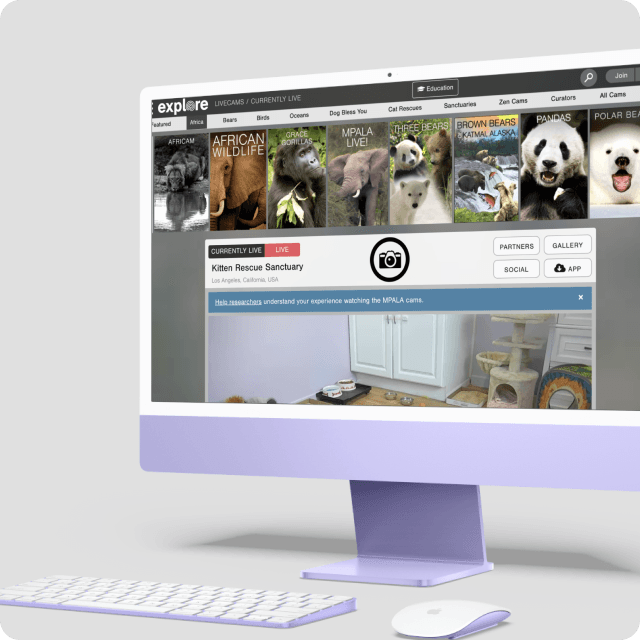 Education
Join
explore LIVECAMS / CURRENTLY LIVE
Featured Africa Bears Birds Oceans Dog Bless You Cat Rescues Sanctuaries Zen Cams Curators All Cams
AFRICAM
AFRICAN
WILDLIFE
GRACE
GORILLAS
MPALA
LIVE!
THREE BEARS
BROWN BEARS
KATMAI, ALASKA
PANDAS
POLAR BEA
CURRENTLY LIVE LIVE
PARTNERS GALLERY
Kitten Rescue Sanctuary
SOCIAL APP
Los Angeles, California, USA
Help researchers understand your experience watching the MPALA cams. ×